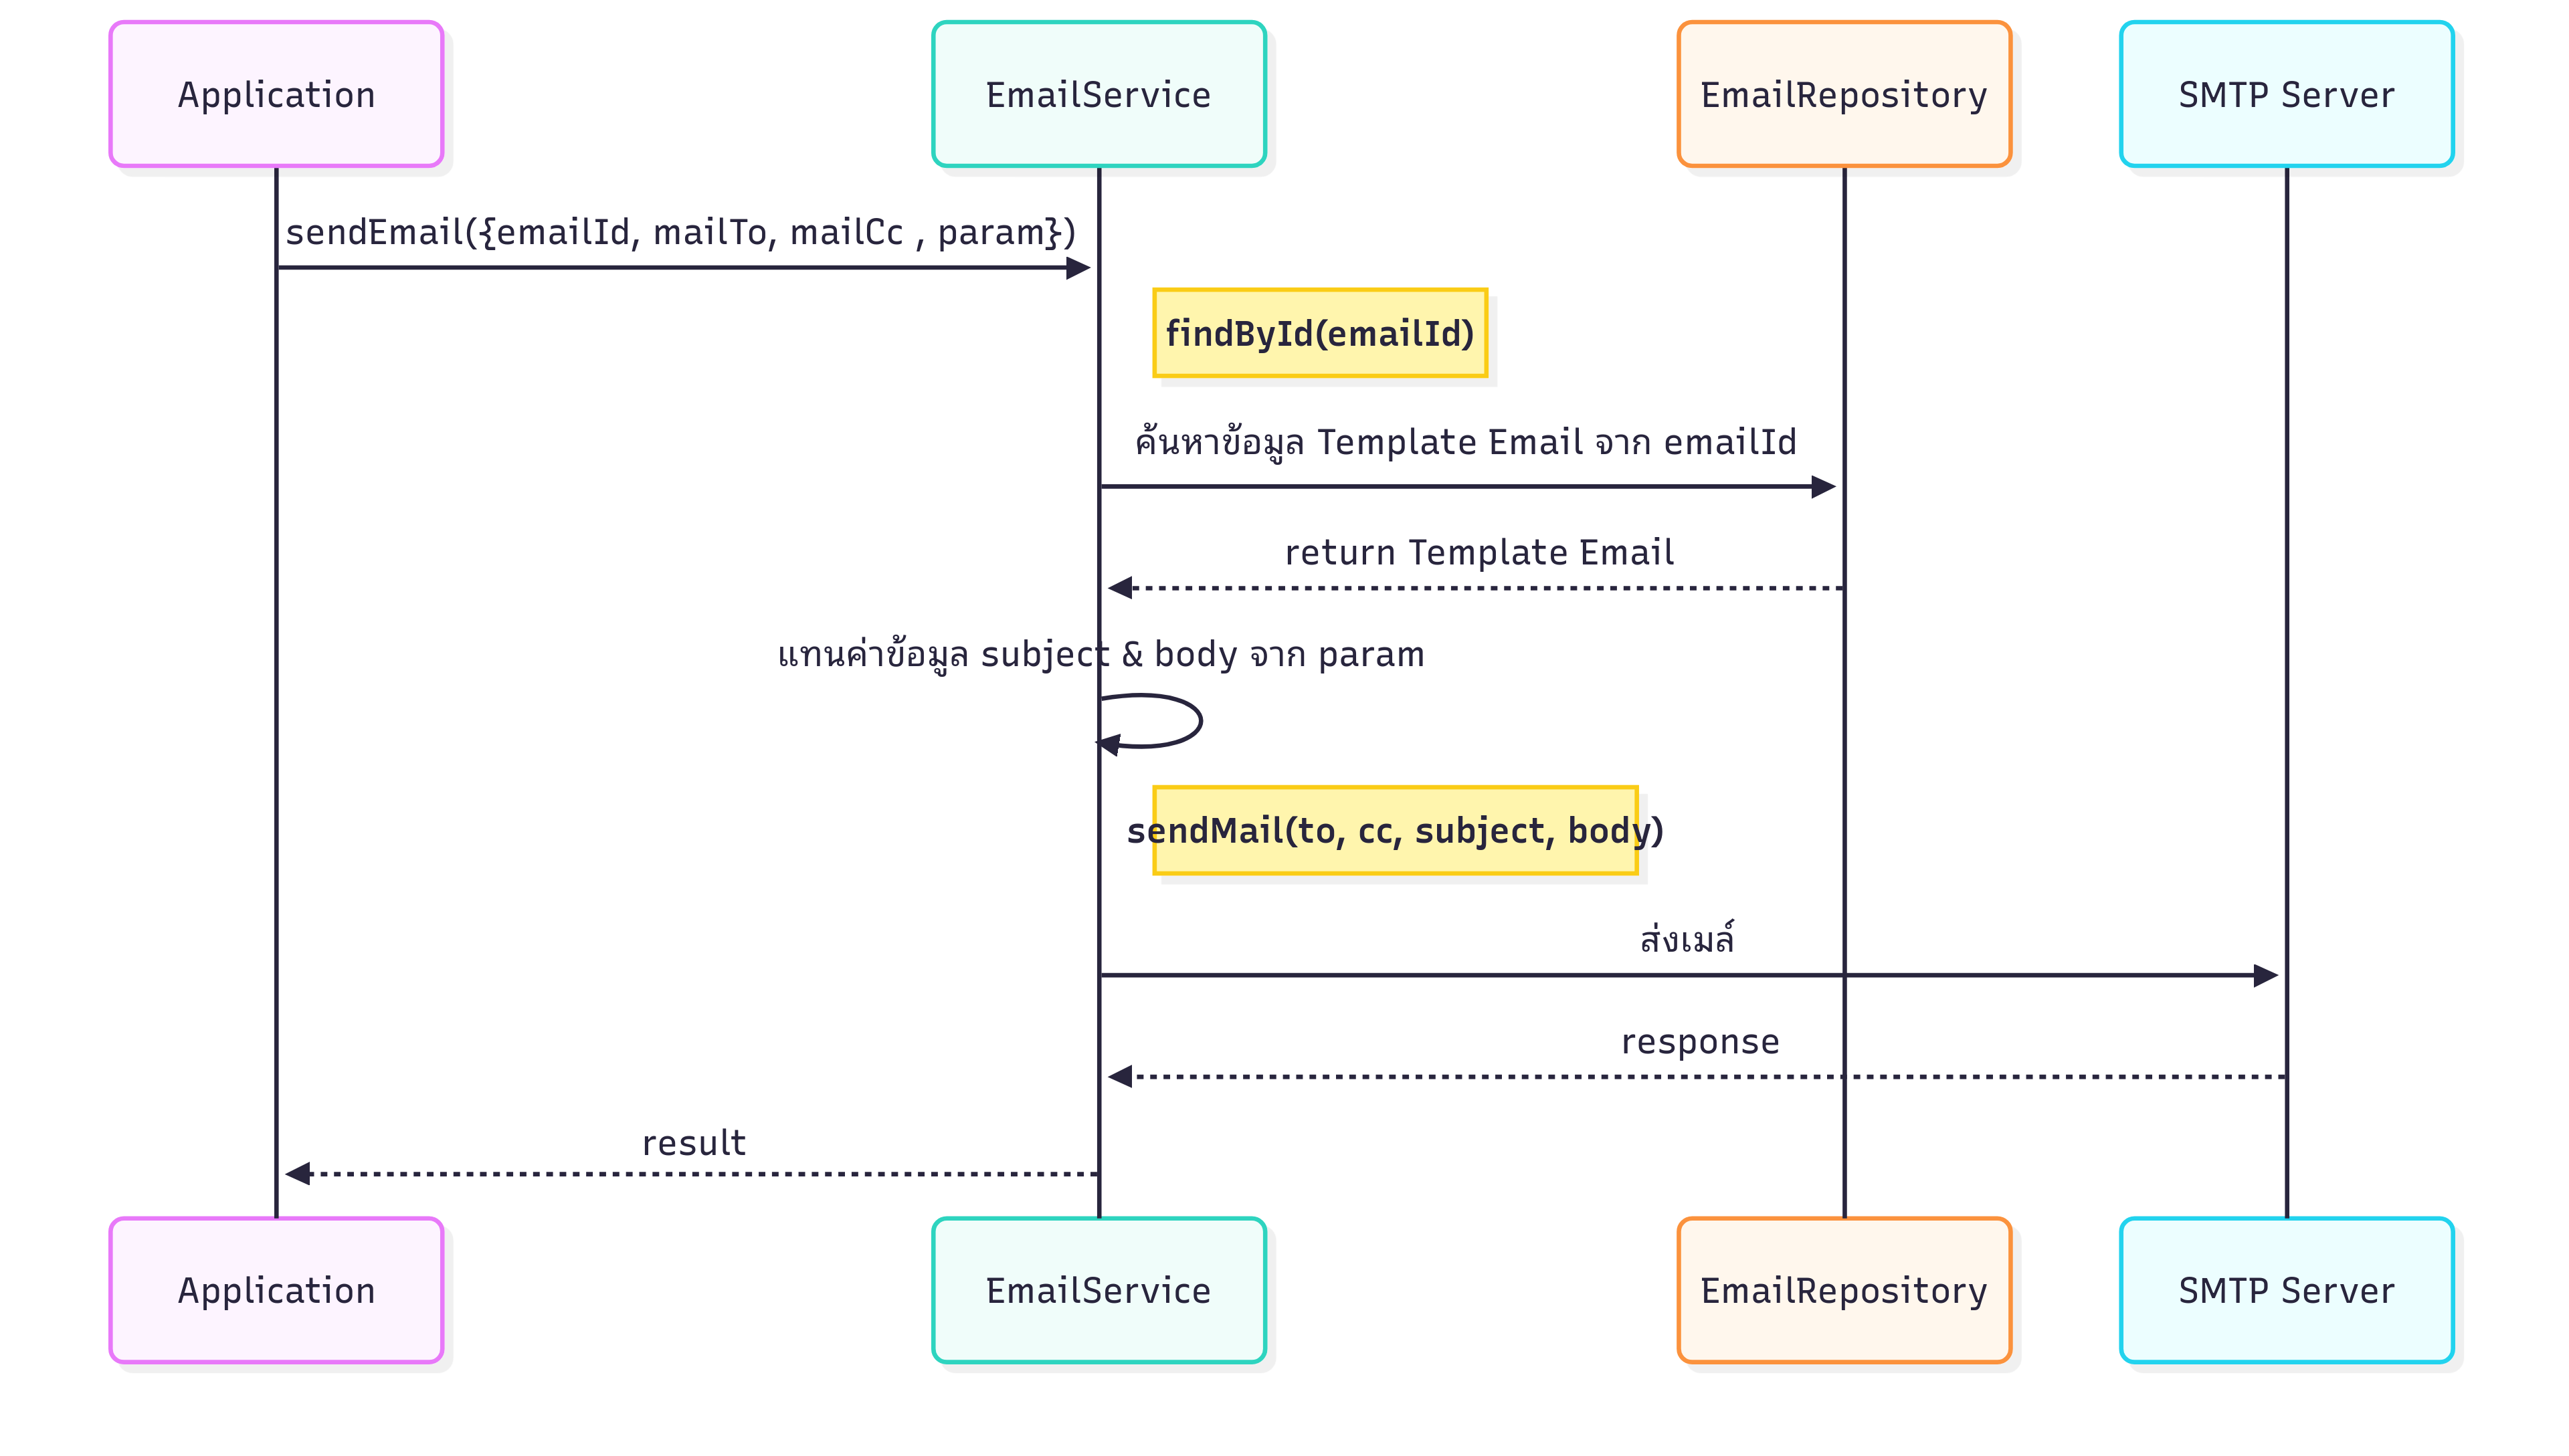 Application
EmailService
EmailRepository
SMTP Server
sendEmail({emailId, mailTo, mailCc , param})
findById(emailId)
ค้นหาข้อมูล Template Email จาก emailId
return Template Email
แทนค่าข้อมูล subject & body จาก param
sendMail(to, cc, subject, body)
ส่งเมล์
response
result
Application
EmailService
EmailRepository
SMTP Server